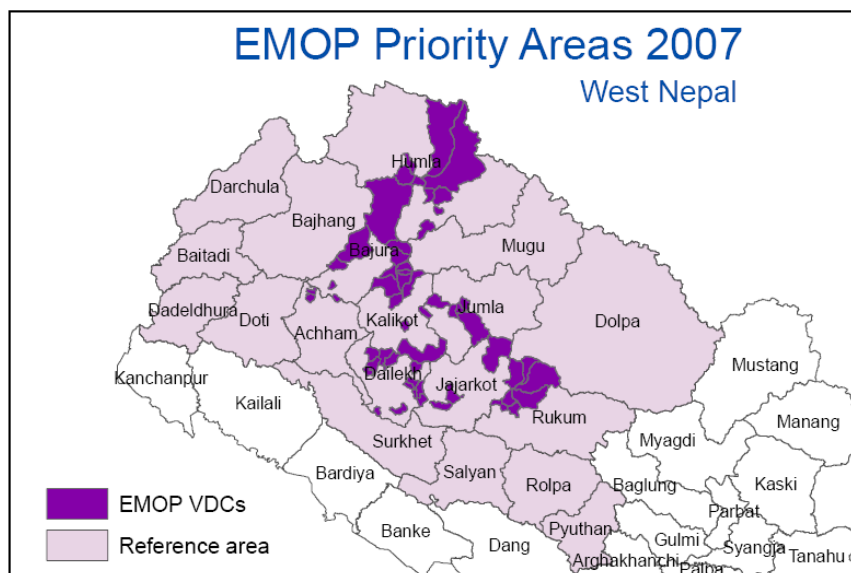 EMOP Priority Areas 2007
West Nepal
Humla
Darchula
Bajhang
Mugu
Bajura
Baitadi
Dadeldhura
Doti
Achham
Kalikot
Jumla
Dolpa
Mustang
Kanchanpur
Kailali
Dailekh
Jajarkot
Rukum
Manang
Myagdi
Surkhet
Bardiya
Salyan
Rolpa
Baglung
Kaski
EMOP VDCs
Parbat
Banke
Pyuthan
Gulmi
Syangja
Tanahu
Reference area
Dang
Arghakhanchi
Palpa